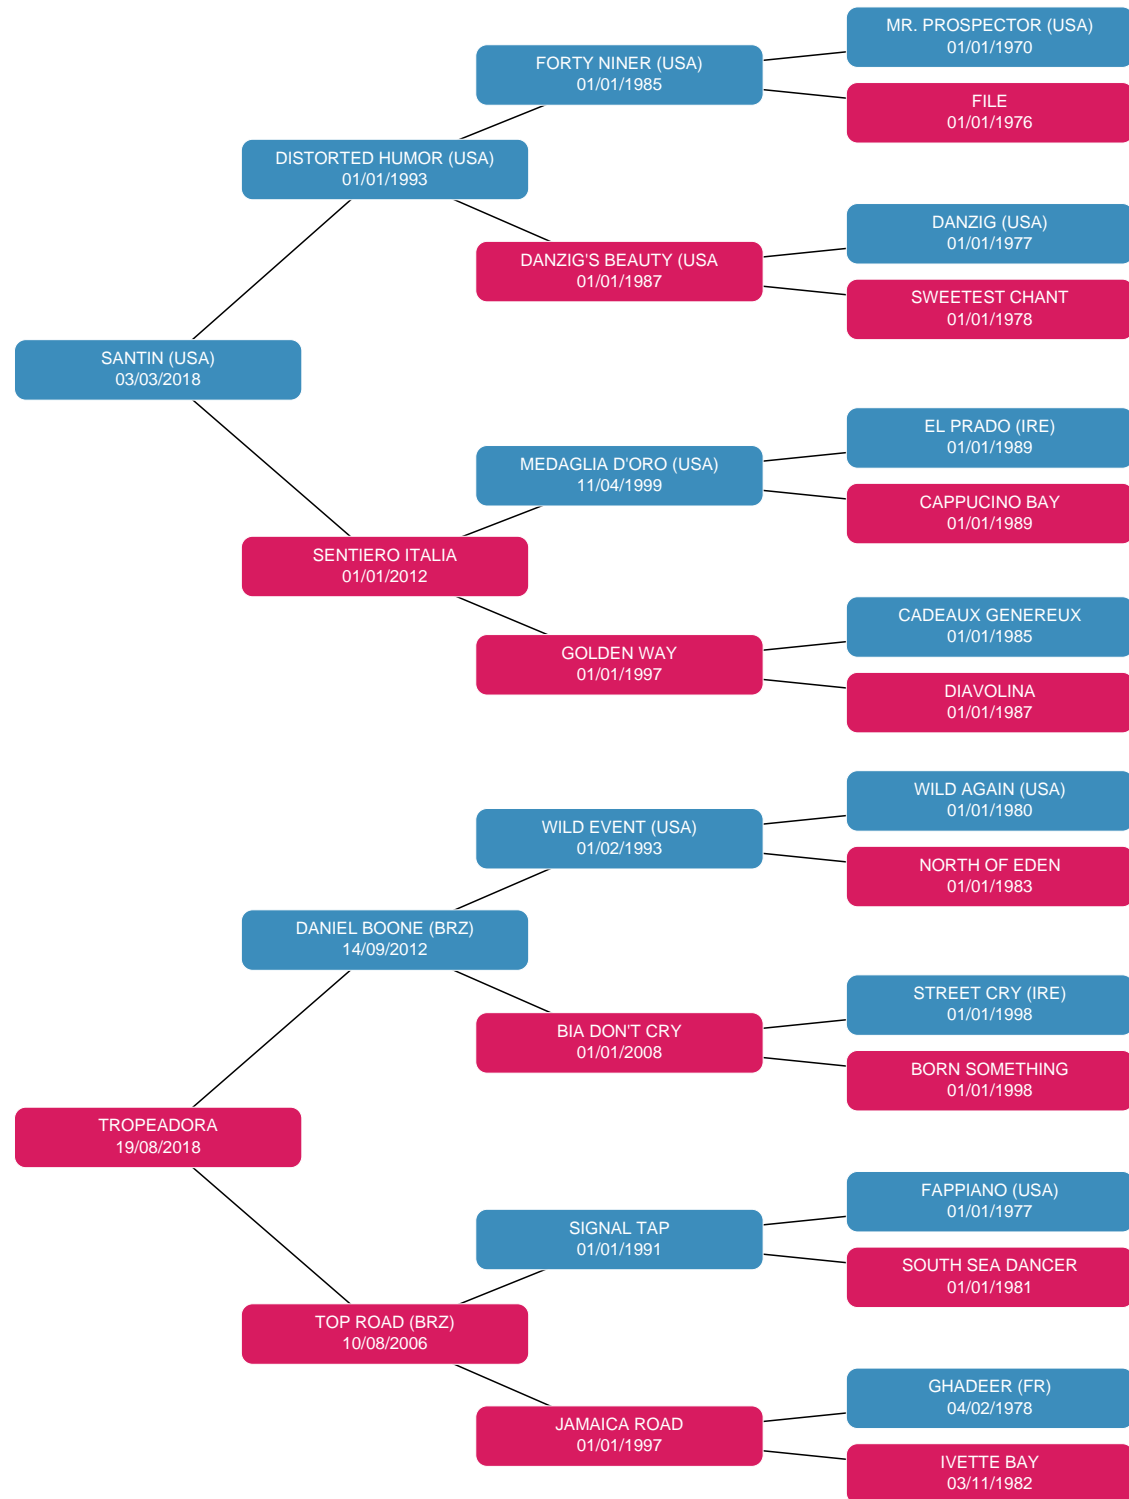 MR. PROSPECTOR (USA)
01/01/1970
FORTY NINER (USA)
01/01/1985
FILE
01/01/1976
DISTORTED HUMOR (USA)
01/01/1993
DANZIG (USA)
01/01/1977
DANZIG'S BEAUTY (USA
01/01/1987
SWEETEST CHANT
01/01/1978
SANTIN (USA)
03/03/2018
EL PRADO (IRE)
01/01/1989
MEDAGLIA D'ORO (USA)
11/04/1999
CAPPUCINO BAY
01/01/1989
SENTIERO ITALIA
01/01/2012
CADEAUX GENEREUX
01/01/1985
GOLDEN WAY
01/01/1997
DIAVOLINA
01/01/1987
WILD AGAIN (USA)
01/01/1980
WILD EVENT (USA)
01/02/1993
NORTH OF EDEN
01/01/1983
DANIEL BOONE (BRZ)
14/09/2012
STREET CRY (IRE)
01/01/1998
BIA DON'T CRY
01/01/2008
BORN SOMETHING
01/01/1998
TROPEADORA
19/08/2018
FAPPIANO (USA)
01/01/1977
SIGNAL TAP
01/01/1991
SOUTH SEA DANCER
01/01/1981
TOP ROAD (BRZ)
10/08/2006
GHADEER (FR)
04/02/1978
JAMAICA ROAD
01/01/1997
IVETTE BAY
03/11/1982